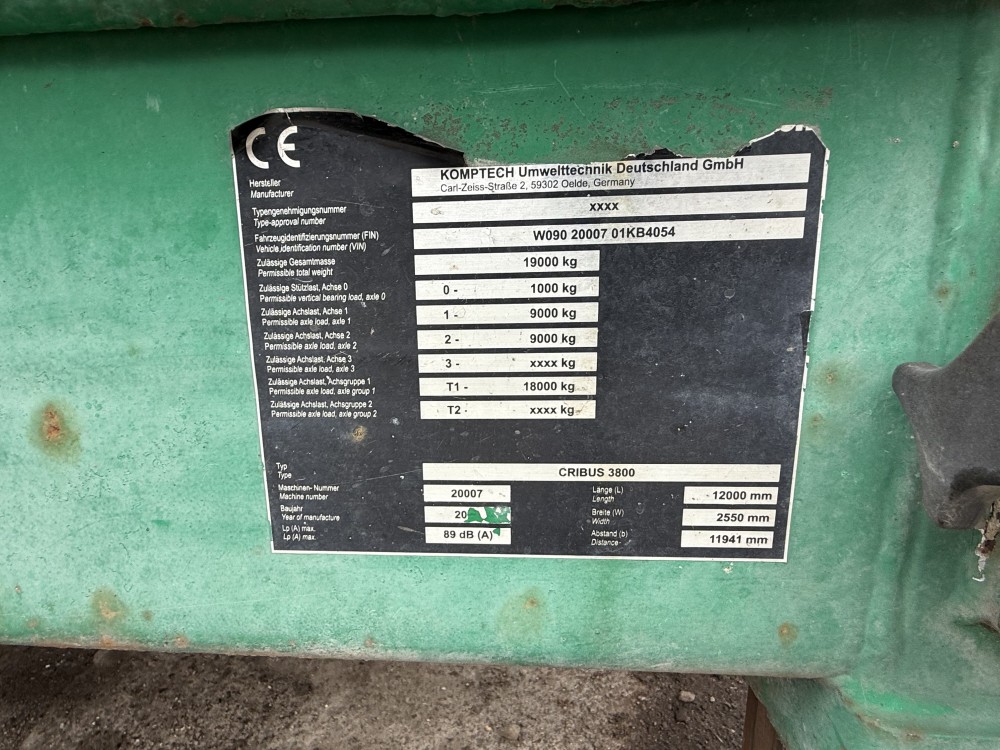 CE
Hersteller
Manufacturer
KOMPTECH Umwelttechnik Deutschland GmbH
Carl-Zeiss-Straße 2, 59302 Oelde, Germany
Typengenehmigungsnummer
Type-approval number
xxxx
Fahrzeugidentifizierungsnummer (FIN)
Vehicle identification number (VIN)
W090 20007 01KB4054
Zulässige Gesamtmasse
Permissible total weight
19000 kg
Zulässige Stützlast, Achse 0
Permissible vertical bearing load, axle 0
0 - 1000 kg
Zulässige Achslast, Achse 1
Permissible axle load, axle 1
1 - 9000 kg
Zulässige Achslast, Achse 2
Permissible axle load, axle 2
2 - 9000 kg
Zulässige Achslast, Achse 3
Permissible axle load, axle 3
3 - xxxx kg
Zulässige Achslast, Achsgruppe 1
Permissible axle load, axle group 1
T1 - 18000 kg
Zulässige Achslast, Achsgruppe 2
Permissible axle load, axle group 2
T2 - xxxx kg
Typ
Type
CRIBUS 3800
Maschinen- Nummer
Machine number
20007
Länge (L)
Length
12000 mm
Baujahr
Year of manufacture
20
Breite (W)
Width
2550 mm
Lp (A) max.
Lp (A) max.
89 dB (A)
Abstand (b)
Distance
11941 mm